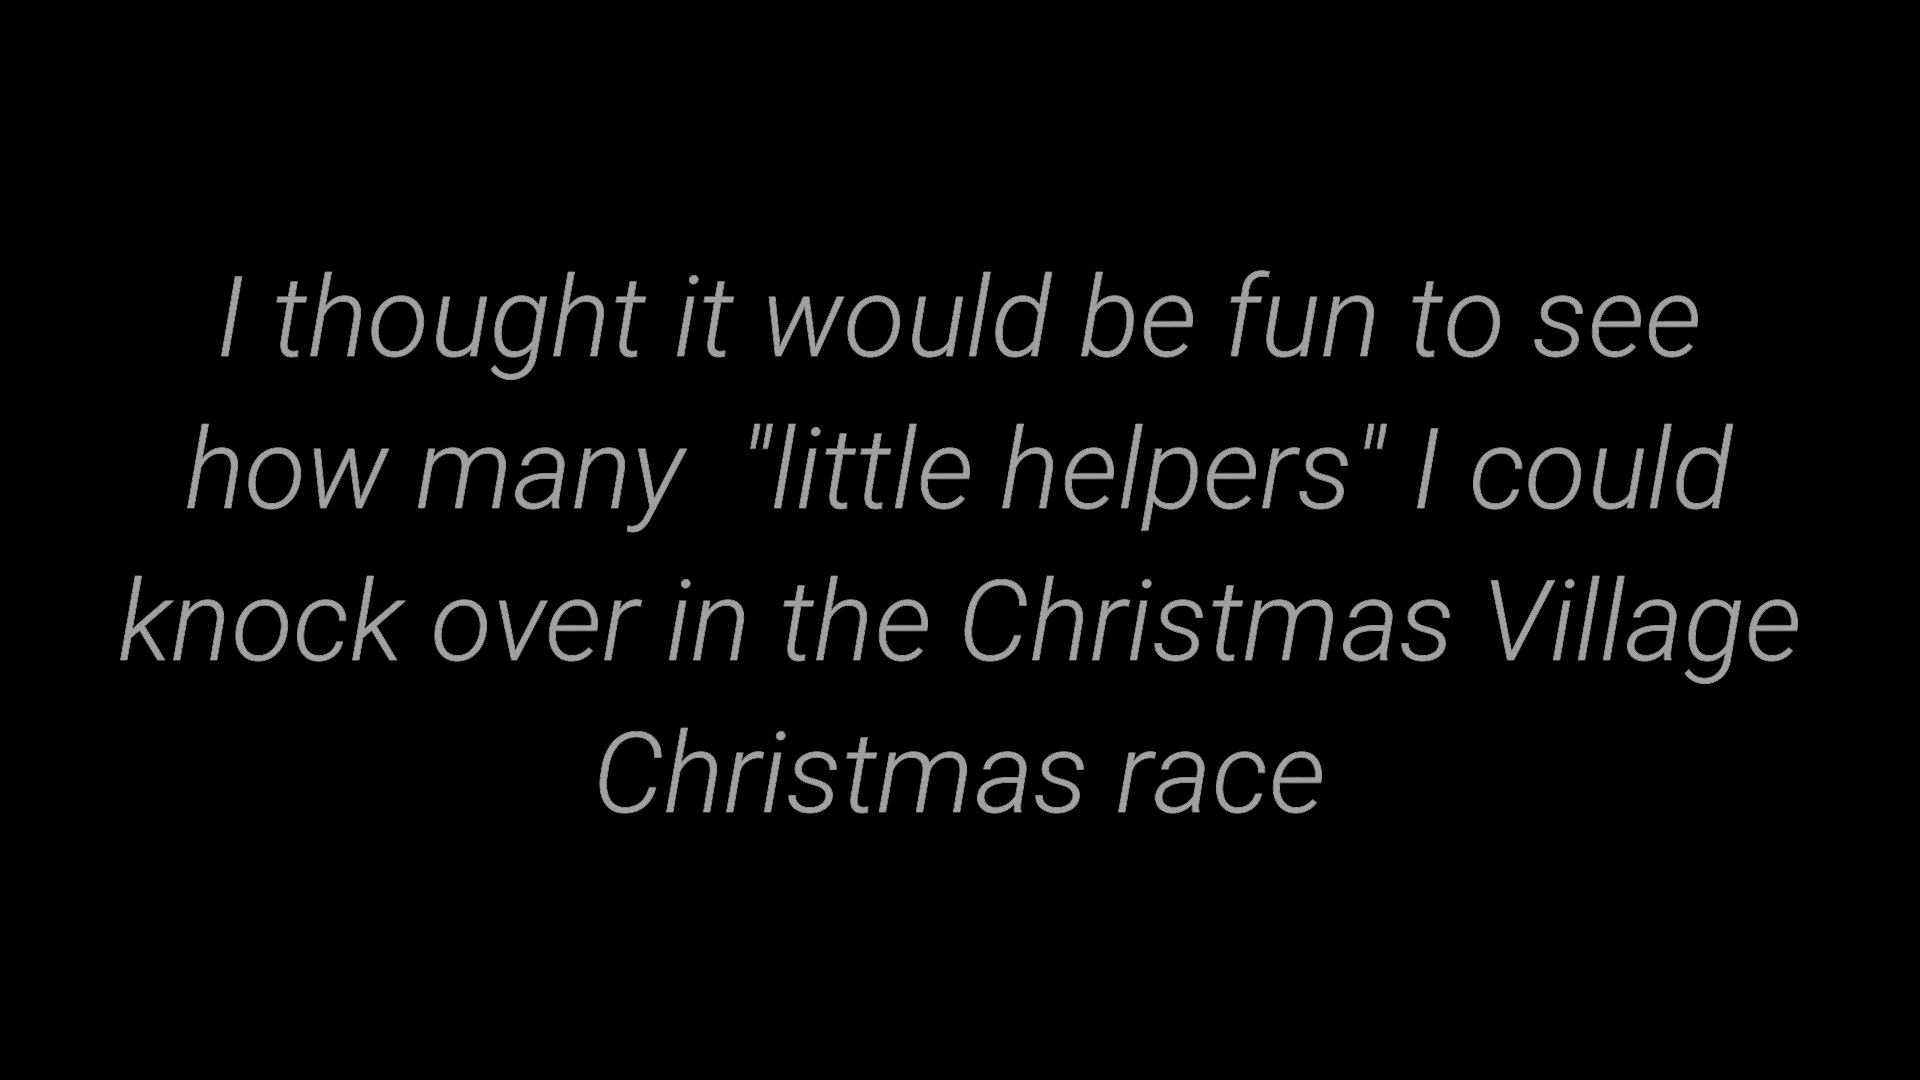 I thought it would be fun to see
how many  "little helpers" I could
knock over in the Christmas Village
Christmas race